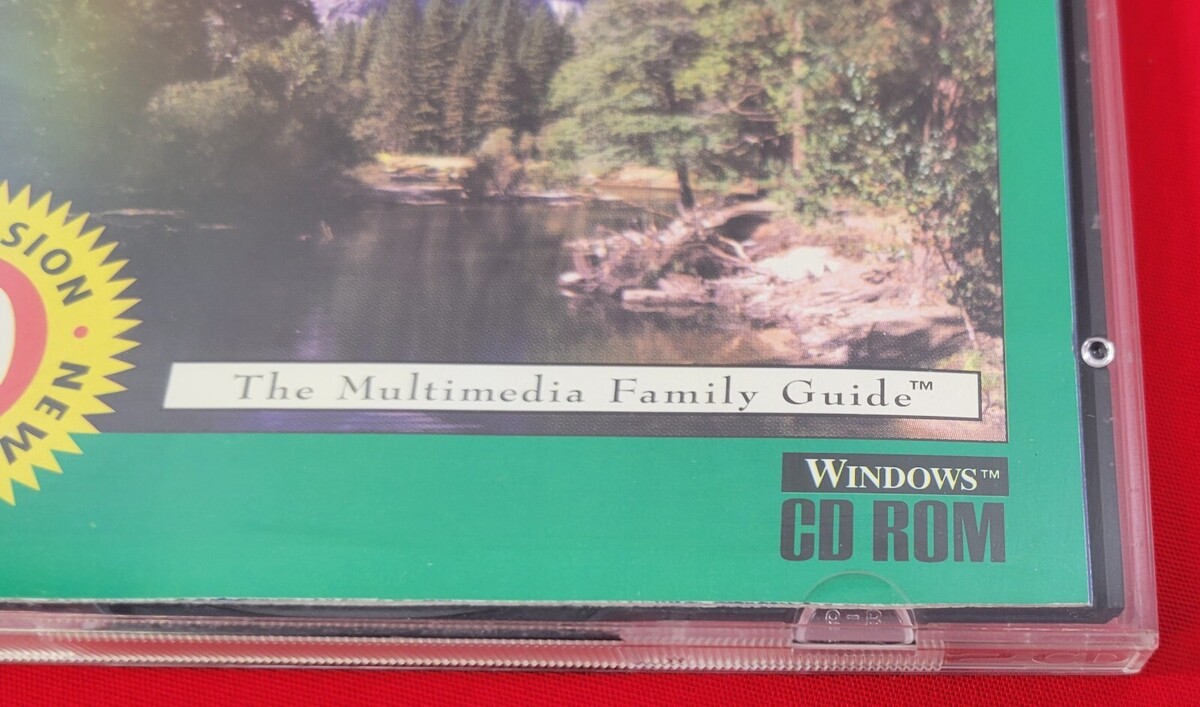 SION • NEW
The Multimedia Family Guide™
WINDOWS™
CD ROM